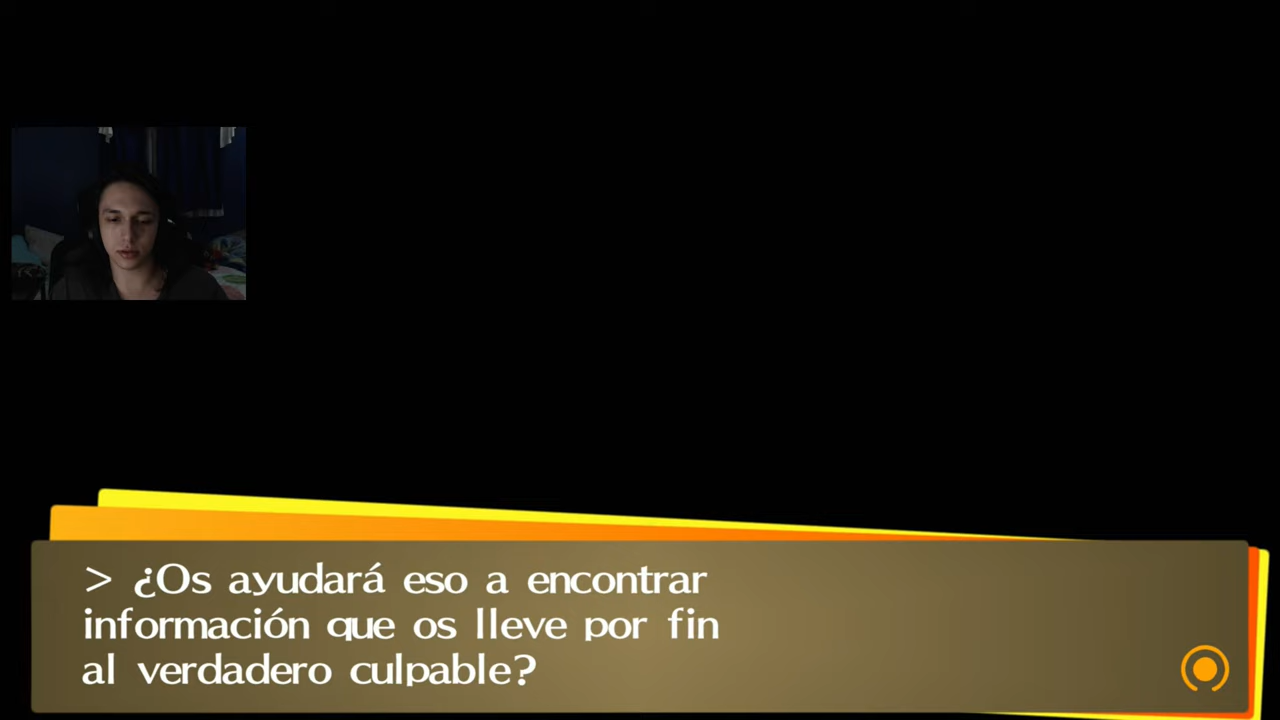 > ¿Os ayudará eso a encontrar
información que os lleve por fin
al verdadero culpable?